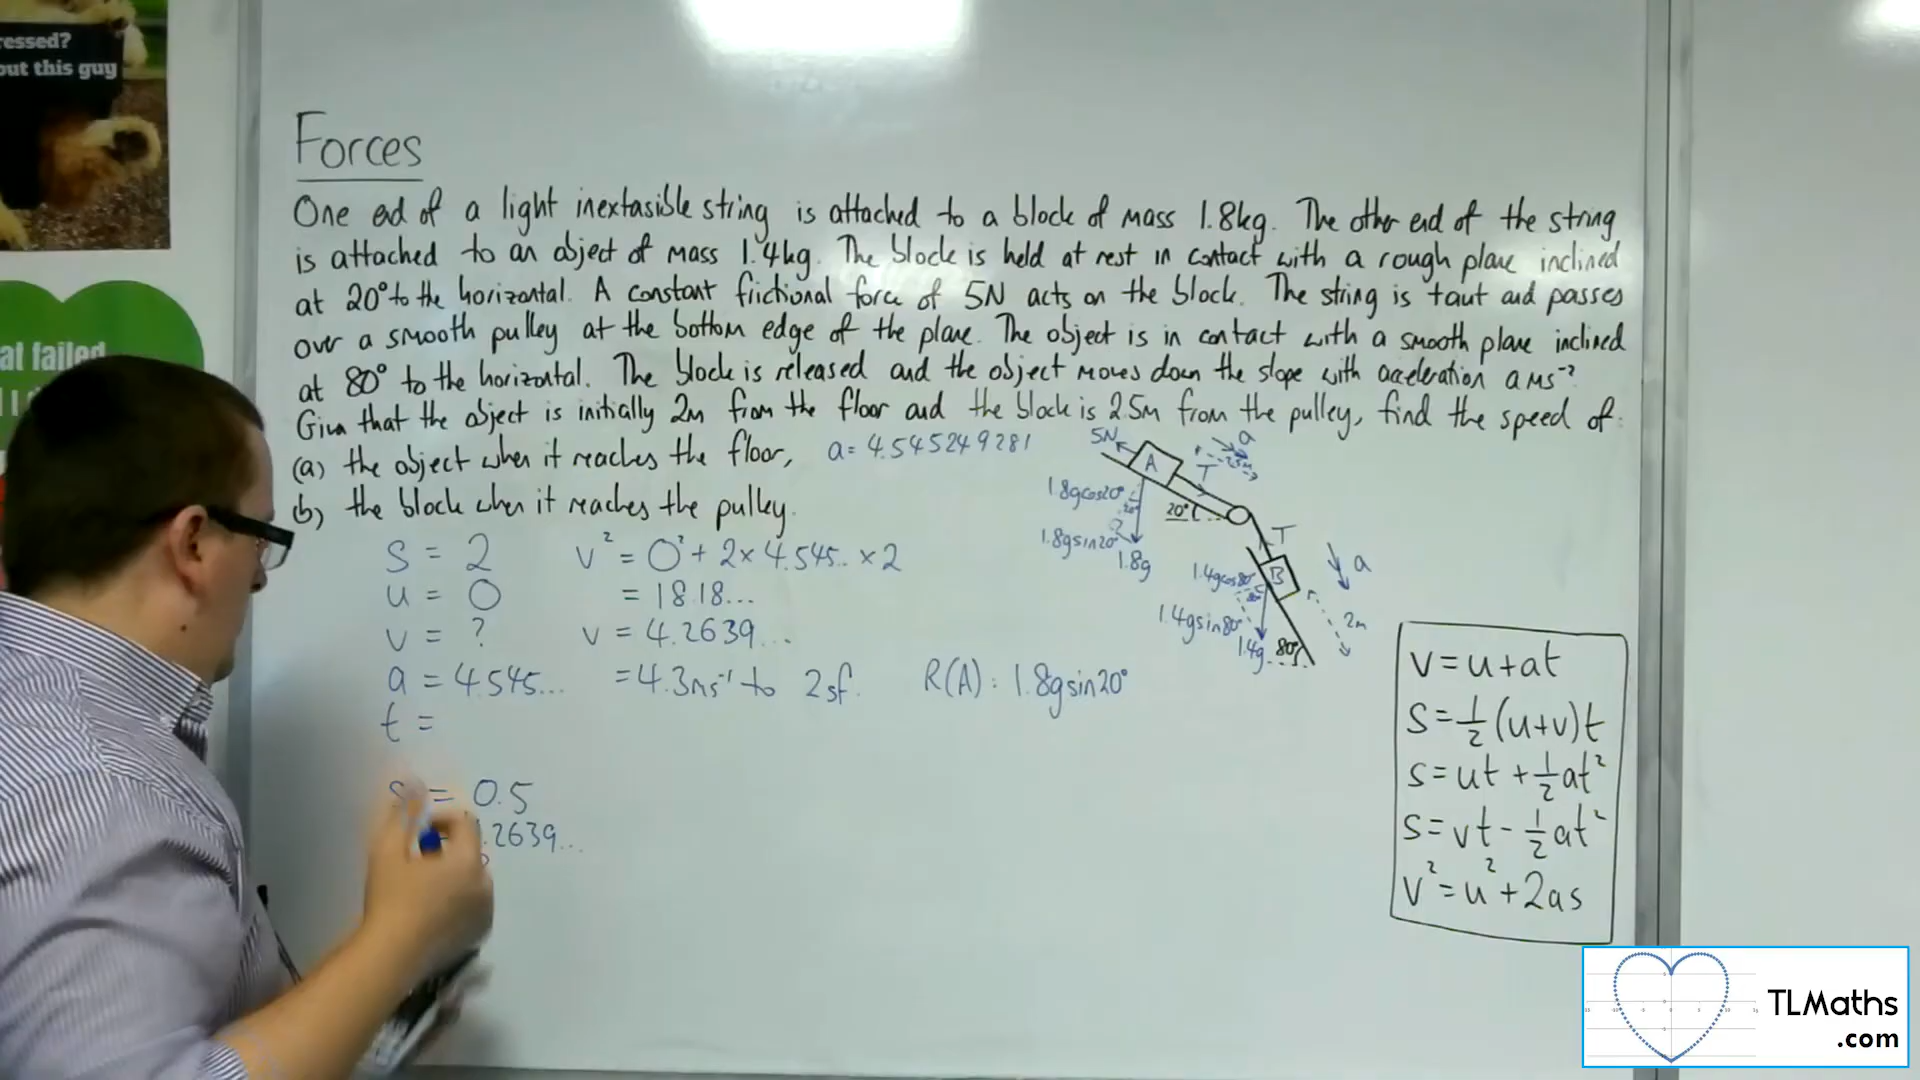 essed?
out this guy
at failed
Forces
One end of a light inextensible string is attached to a block of mass 1.8kg. The other end of the string
is attached to an object of mass 1.4kg. The block is held at rest in contact with a rough plane inclined
at 20° to the horizontal. A constant frictional force of 5N acts on the block. The string is taut and passes
over a smooth pulley at the bottom edge of the plane. The object is in contact with a smooth plane inclined
at 80° to the horizontal. The block is released and the object moves down the slope with acceleration a ms⁻².
Given that the object is initially 2m from the floor and the block is 2.5m from the pulley, find the speed of:
(a) the object when it reaches the floor, a = 4.545249281
(b) the block when it reaches the pulley.
5N
A
T
a
2.5m
1.8gcos20°
20°
1.8gsin20°
1.8g
20°
T
B
a
1.4gcos80°
80°
1.4gsin80°
1.4g
80°
2m
s = 2
u = 0
v = ?
a = 4.545...
t =
v² = 0² + 2 × 4.545.. × 2
= 18.18...
v = 4.2639...
= 4.3ms⁻¹ to 2sf.
R(A): 1.8gsin20°
s = 0.5
= .2639...
v = u + at
s = ½(u+v)t
s = ut + ½at²
s = vt - ½at²
v² = u² + 2as
TLMaths
.com